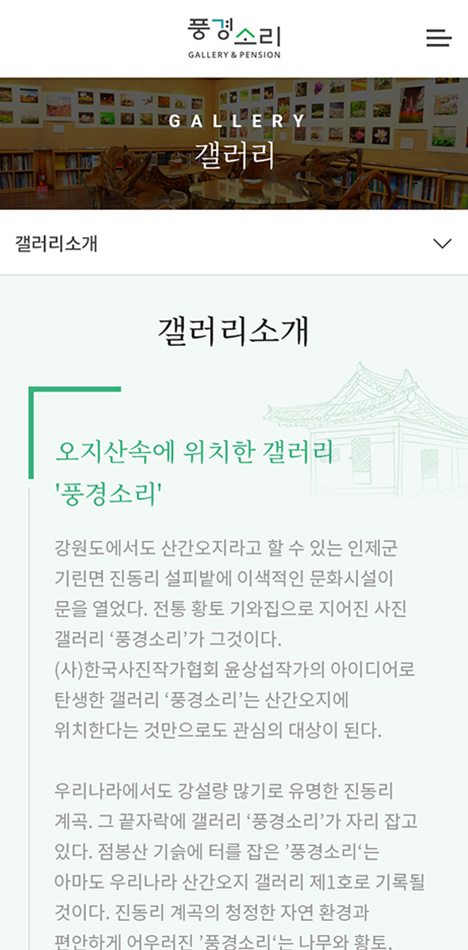 풍경소리
GALLERY & PENSION
GALLERY
갤러리
갤러리소개
갤러리소개
오지산속에 위치한 갤러리
'풍경소리'
강원도에서도 산간오지라고 할 수 있는 인제군
기린면 진동리 설피밭에 이색적인 문화시설이
문을 열었다. 전통 황토 기와집으로 지어진 사진
갤러리 ‘풍경소리’가 그것이다.
(사)한국사진작가협회 윤상섭작가의 아이디어로
탄생한 갤러리 ‘풍경소리’는 산간오지에
위치한다는 것만으로도 관심의 대상이 된다.
우리나라에서도 강설량 많기로 유명한 진동리
계곡. 그 끝자락에 갤러리 ‘풍경소리’가 자리 잡고
있다. 점봉산 기슭에 터를 잡은 ’풍경소리‘는
아마도 우리나라 산간오지 갤러리 제1호로 기록될
것이다. 진동리 계곡의 청정한 자연 환경과
편안하게 어우러진 ’풍경소리‘는 나무와 황토,